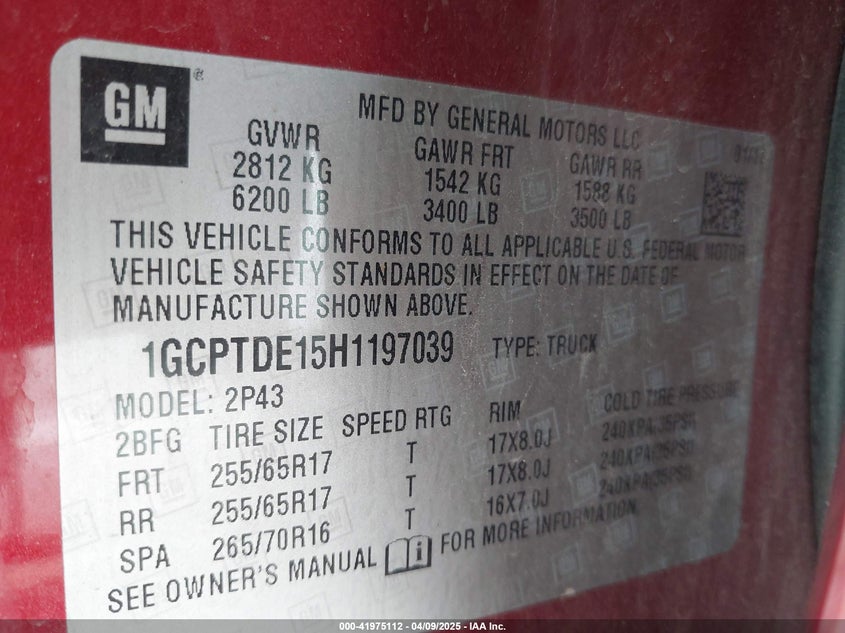 GM ®
MFD BY GENERAL MOTORS LLC
GVWR GAWR FRT GAWR RR
2812 KG 1542 KG 1588 KG
6200 LB 3400 LB 3500 LB
THIS VEHICLE CONFORMS TO ALL APPLICABLE U.S. FEDERAL MOTOR
VEHICLE SAFETY STANDARDS IN EFFECT ON THE DATE OF
MANUFACTURE SHOWN ABOVE.
1GCPTDE15H1197039 TYPE: TRUCK
MODEL: 2P43
2BFG TIRE SIZE SPEED RTG RIM COLD TIRE PRESSURE
FRT 255/65R17 T 17X8.0J 240KPA(35PSI)
RR 255/65R17 T 17X8.0J 240KPA(35PSI)
SPA 265/70R16 T 16X7.0J 240KPA(35PSI)
SEE OWNER'S MANUAL FOR MORE INFORMATION
000-41975112 - 04/09/2025 - IAA Inc.